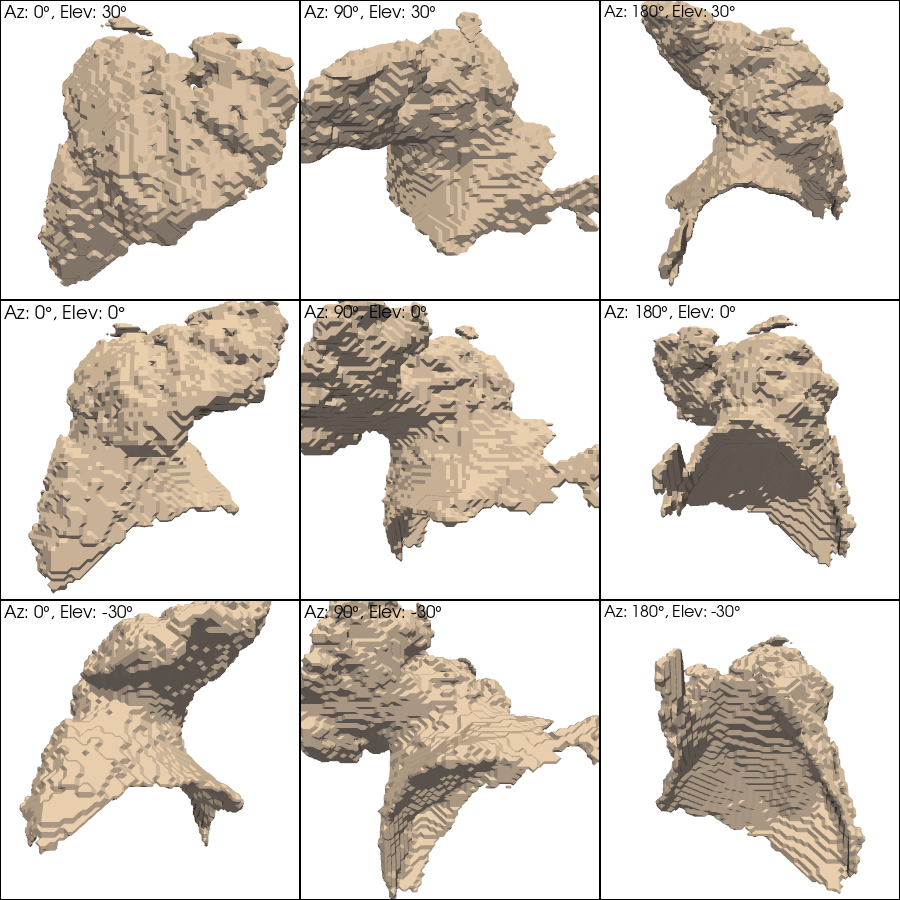 Az: 0°, Elev: 30°
Az: 90°, Elev: 30°
Az: 180°, Elev: 30°
Az: 0°, Elev: 0°
Az: 90°, Elev: 0°
Az: 180°, Elev: 0°
Az: 0°, Elev: -30°
Az: 90°, Elev: -30°
Az: 180°, Elev: -30°